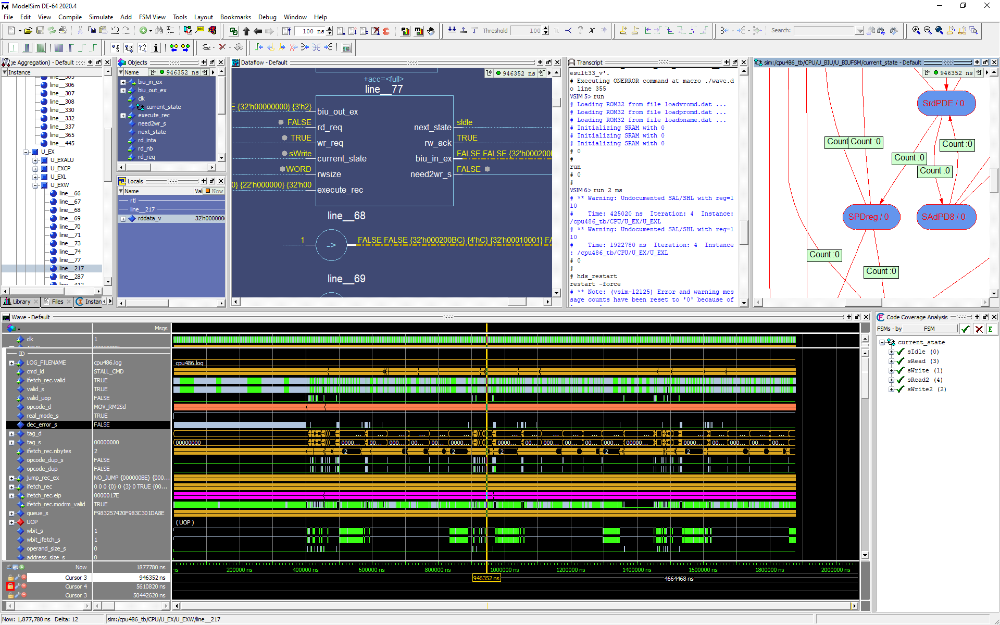 ModelSim DE-64 2020.4
File Edit View Compile Simulate Add FSM View Tools Layout Bookmarks Debug Window Help
100 ns
Threshold 100
Search:
ge Aggregation) - Default
Instance
line__305
line__306
line__307
line__308
line__330
line__332
line__337
line__365
line__445
U_EX
U_EXALU
U_EXCP
U_EXL
U_EXW
line__66
line__67
line__68
line__69
line__70
line__71
line__73
line__74
line__77
line__217
line__287
line__412
Library Files Instan
Objects
Name 946352 ns
biu_in_ex
biu_out_ex
clk
current_state
execute_rec
need2wr_s
next_state
rd_inta
rd_nb
rd_req
Locals
Name Val Now
rtl
line__217
rddata_v 32'h0000000
Dataflow - Default
946352 ns
+acc=<full>
line__77
E {32'h00000000} {3'h2} biu_out_ex
FALSE rd_req next_state sIdle
TRUE wr_req rw_ack TRUE
sWrite current_state biu_in_ex FALSE FALSE {32'h000200B
WORD rwsize need2wr_s FALSE
0} {22'h000000} {32'h00 execute_rec
line__68
1 -> FALSE FALSE {32'h000200BC} {4'hC} {32'h00010001} FA
line__69
Transcript
esult33_v'.
# Executing ONERROR command at macro ./wave.d
o line 355
VSIM 5> run
# Loading ROM32 from file loadvromd.dat ...
# Loading ROM32 from file loadpromd.dat ...
# Loading ROM32 from file loadbname.dat ...
# Initializing SRAM with 0
# Initializing SRAM with 0
# Initializing SRAM with 0
# 0
#
run
# 0
#
VSIM 6> run 2 ms
# ** Warning: Undocumented SAL/SHL with reg=1
10
# Time: 425020 ns Iteration: 4 Instance:
/cpu486_tb/CPU/U_EX/U_EXL
# ** Warning: Undocumented SAL/SHL with reg=1
10
# Time: 1922780 ns Iteration: 4 Instance
: /cpu486_tb/CPU/U_EX/U_EXL
# 0
#
# hds_restart
restart -force
# ** Note: (vsim-12125) Error and warning mes
sage counts have been reset to '0' because of
sim:/cpu486_tb/CPU/U_BIU/U_BIUFSM/current_state - Default
946352 ns
SrdPDE / 0
Count Count :0 Count :0
Count :0
Count :0
SPDreg / 0 SAdPD8 / 0
Count :0
Count :0
Wave - Default
Msgs
clk 1
ID
LOG_FILENAME cpu486.log cpu486.log
cmd_id STALL_CMD
ifetch_rec.valid TRUE
valid_s TRUE
valid_uop FALSE
opcode_d MOV_RM2Sd
real_mode_s TRUE
dec_error_s FALSE
tag_d ... ... ... ... ... ... ... ... ... ... ... ... ... ... ... ... ...
tag_s 00000000 00000000 0000... 00... 000... 00... 00... 0000... 0000... 00... 000... 00... 00... 000... 00000... 0000... 00... 000... 00... 00...
ifetch_rec.nbytes 2 2 2 2 2 2
opcode_dup_s FALSE
opcode_dup FALSE
jump_rec_ex NO_JUMP {000000BE} {000...
ifetch_rec 0 0 0 {0} 0 {3} 0 TRUE {00...
ifetch_rec.eip 0000017E
ifetch_rec.modrm_valid TRUE
queue_s F983257420F983C301DA8E
UOP ( UOP )
wbit_s 1
wbit_ifetch_s 1
operand_size_s 0
address_size_s 0
Now 1877780 ns ns 200000 ns 400000 ns 600000 ns 800000 ns 1000000 ns 1200000 ns 1400000 ns 1600000 ns 1800000 ns 2000000 ns
Cursor 3 946352 ns 946352 ns 4664468 ns
Cursor 4 5610820 ns
Cursor 3 50442620 ns
Code Coverage Analysis
FSMs - by FSM
E
current_state
sIdle (0)
sRead (3)
sWrite (1)
sRead2 (4)
sWrite2 (2)
Now: 1,877,780 ns Delta: 12 sim:/cpu486_tb/CPU/U_EX/U_EXW/line__217